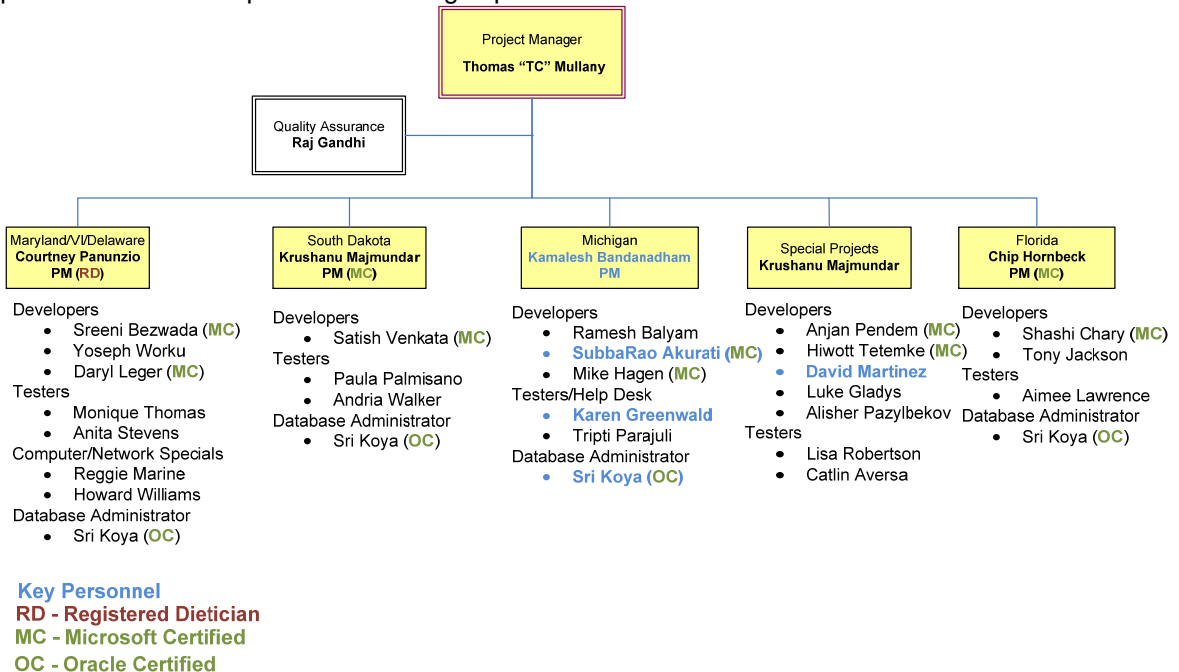 Project Manager
Thomas “TC” Mullany
Quality Assurance
Raj Gandhi
Maryland/VI/Delaware
Courtney Panunzio
PM (RD)
Developers
• Sreeni Bezwada (MC)
• Yoseph Worku
• Daryl Leger (MC)
Testers
• Monique Thomas
• Anita Stevens
Computer/Network Specials
• Reggie Marine
• Howard Williams
Database Administrator
• Sri Koya (OC)
South Dakota
Krushanu Majmundar
PM (MC)
Developers
• Satish Venkata (MC)
Testers
• Paula Palmisano
• Andria Walker
Database Administrator
• Sri Koya (OC)
Michigan
Kamalesh Bandanadham
PM
Developers
• Ramesh Balyam
• SubbaRao Akurati (MC)
• Mike Hagen (MC)
Testers/Help Desk
• Karen Greenwald
• Tripti Parajuli
Database Administrator
• Sri Koya (OC)
Special Projects
Krushanu Majmundar
Developers
• Anjan Pendem (MC)
• Hiwott Tetemke (MC)
• David Martinez
• Luke Gladys
• Alisher Pazylbekov
Testers
• Lisa Robertson
• Catlin Aversa
Florida
Chip Hornbeck
PM (MC)
Developers
• Shashi Chary (MC)
• Tony Jackson
Testers
• Aimee Lawrence
Database Administrator
• Sri Koya (OC)
Key Personnel
RD - Registered Dietician
MC - Microsoft Certified
OC - Oracle Certified